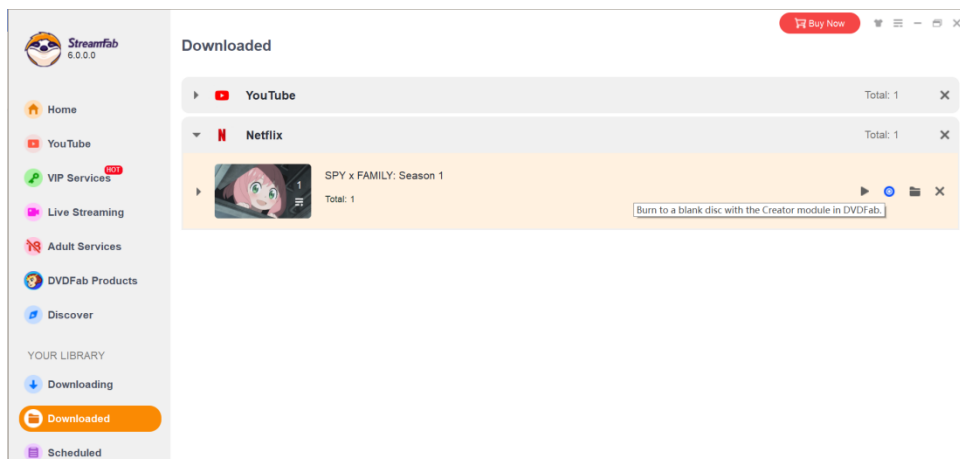 StreamFab
6.0.0.0
Buy Now
Downloaded
Home
YouTube
VIP Services
HOT
Live Streaming
Adult Services
DVDFab Products
Discover
YOUR LIBRARY
Downloading
Downloaded
Scheduled
YouTube
Total: 1
Netflix
Total: 1
1
SPY x FAMILY: Season 1
Total: 1
Burn to a blank disc with the Creator module in DVDFab.